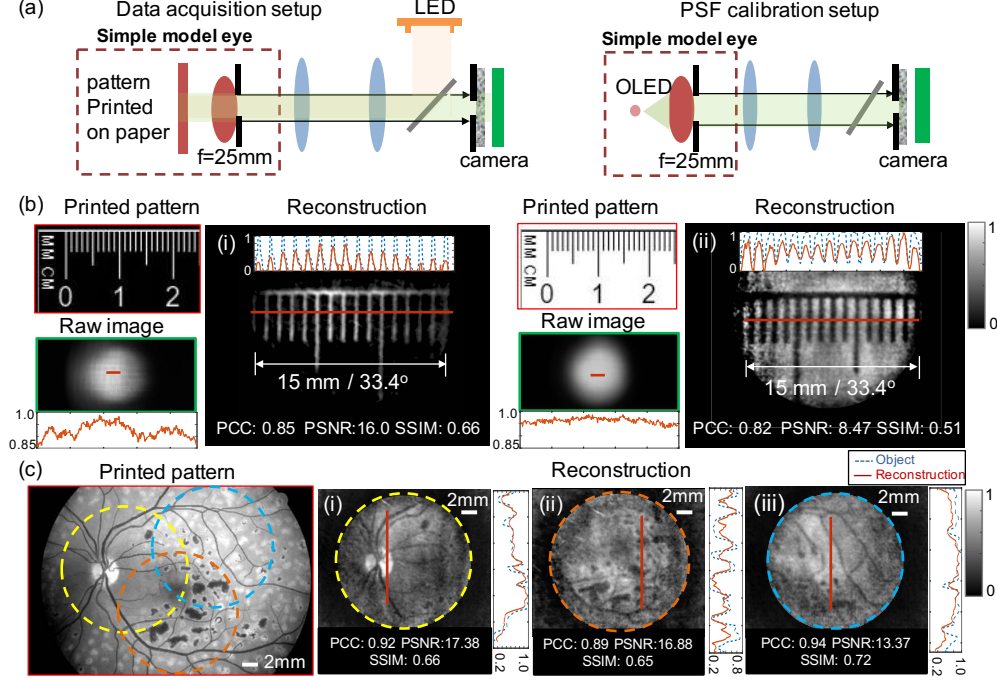 (a)
Data acquisition setup
LED
PSF calibration setup
Simple model eye
pattern
Printed
on paper
f=25mm
camera
Simple model eye
OLED
f=25mm
camera
(b)
Printed pattern
Reconstruction
MM CM
0 1 2
Raw image
1.0
0.85
(i)
1
0
15 mm / 33.4°
PCC: 0.85 PSNR:16.0 SSIM: 0.66
Printed pattern
Reconstruction
MM CM
0 1 2
Raw image
1.0
0.85
(ii)
1
0
15 mm / 33.4°
PCC: 0.82 PSNR: 8.47 SSIM: 0.51
1
0
(c)
Printed pattern
Reconstruction
Object
Reconstruction
2mm
(i)
2mm
PCC: 0.92 PSNR:17.38
SSIM: 0.66
0.2 1.0
(ii)
2mm
PCC: 0.89 PSNR:16.88
SSIM: 0.65
0.2 0.8
(iii)
2mm
PCC: 0.94 PSNR:13.37
SSIM: 0.72
0.2 1.0
1
0